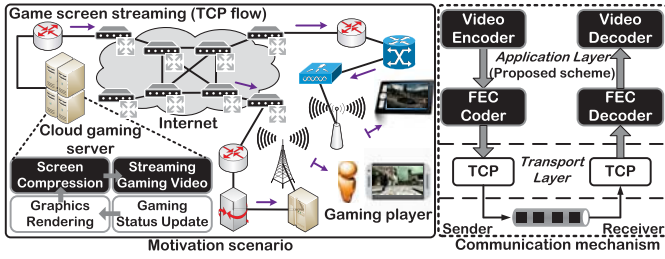 Game screen streaming (TCP flow)
Internet
Cloud gaming
server
Screen
Compression
Streaming
Gaming Video
Graphics
Rendering
Gaming
Status Update
Gaming player
Motivation scenario
Video
Encoder
Video
Decoder
Application Layer
(Proposed scheme)
FEC
Coder
FEC
Decoder
Transport
Layer
TCP
TCP
Sender
Receiver
Communication mechanism